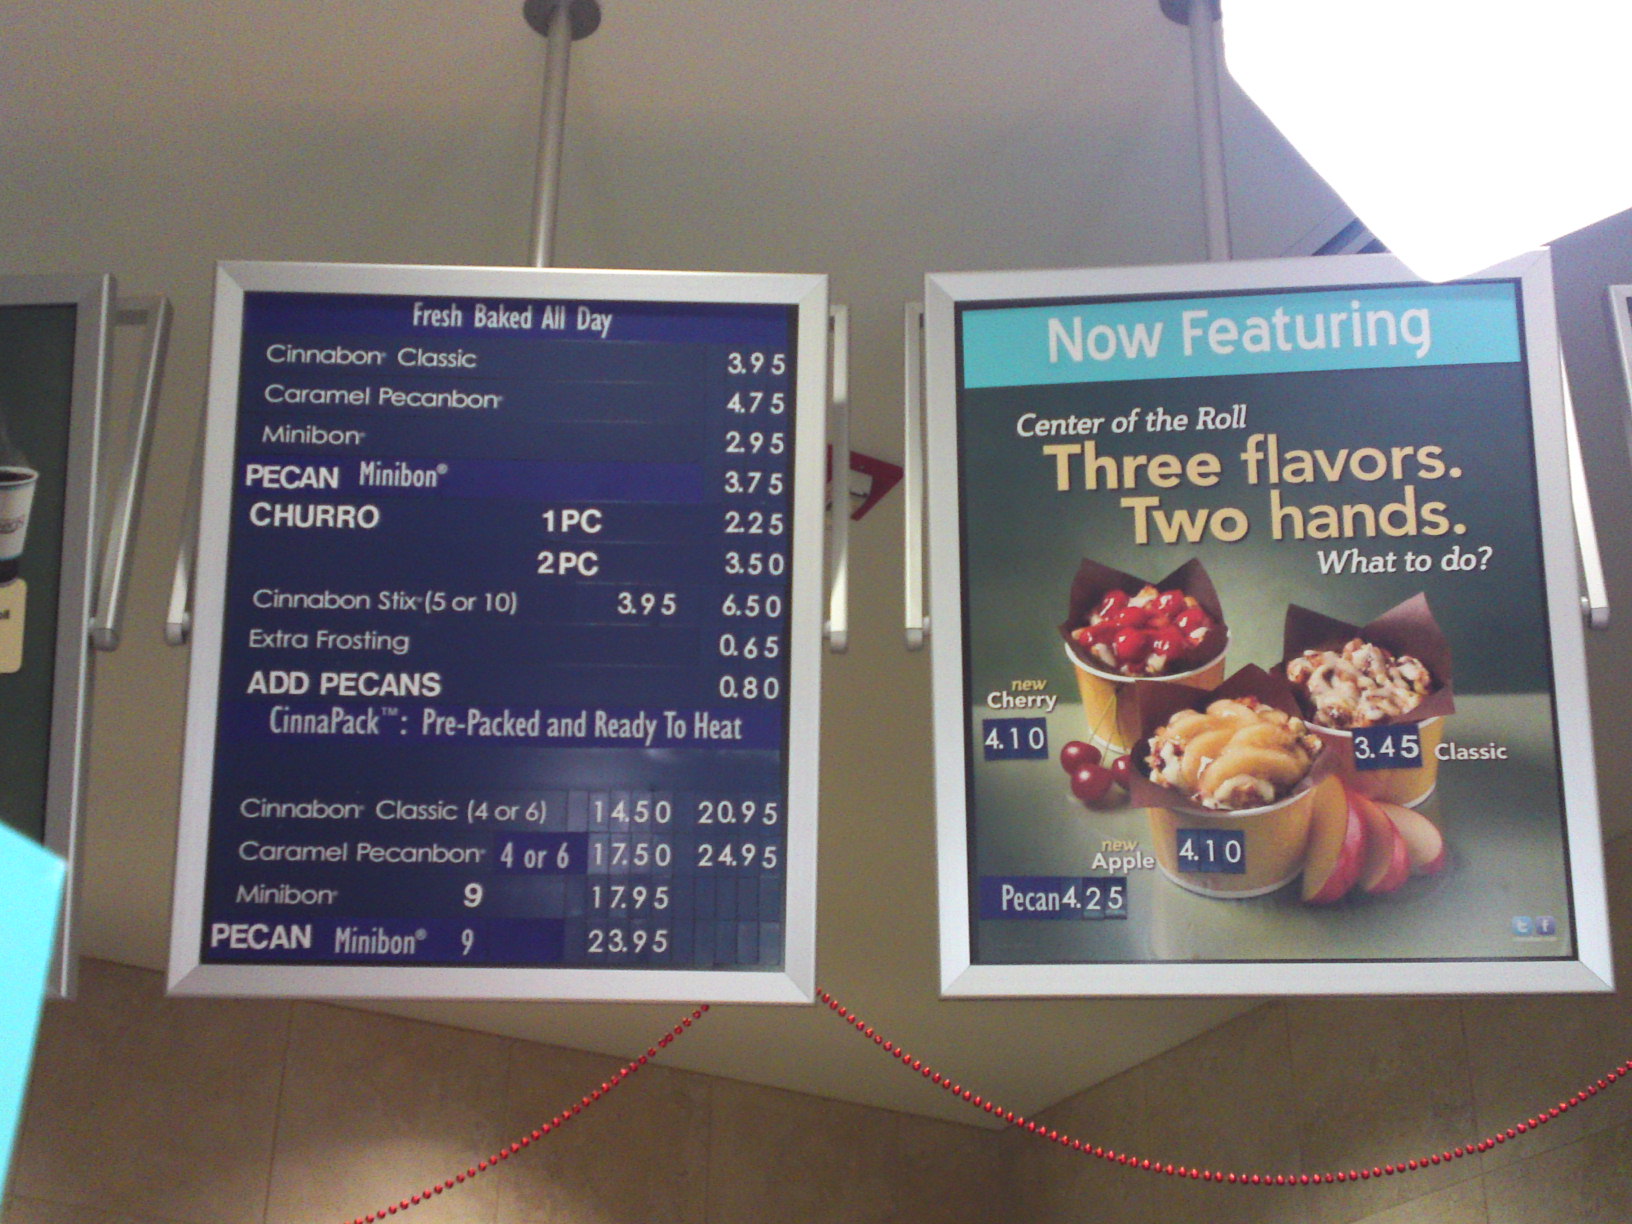 Fresh Baked All Day
Cinnabon® Classic 3.95
Caramel Pecanbon® 4.75
Minibon® 2.95
PECAN Minibon® 3.75
CHURRO 1PC 2.25
2PC 3.50
Cinnabon Stix® (5 or 10) 3.95 6.50
Extra Frosting 0.65
ADD PECANS 0.80
CinnaPack™: Pre-Packed and Ready To Heat
Cinnabon® Classic (4 or 6) 14.50 20.95
Caramel Pecanbon® 4 or 6 17.50 24.95
Minibon® 9 17.95
PECAN Minibon® 9 23.95
Now Featuring
Center of the Roll
Three flavors.
Two hands.
What to do?
new
Cherry
4.10
3.45 Classic
new
Apple 4.10
Pecan 4.25